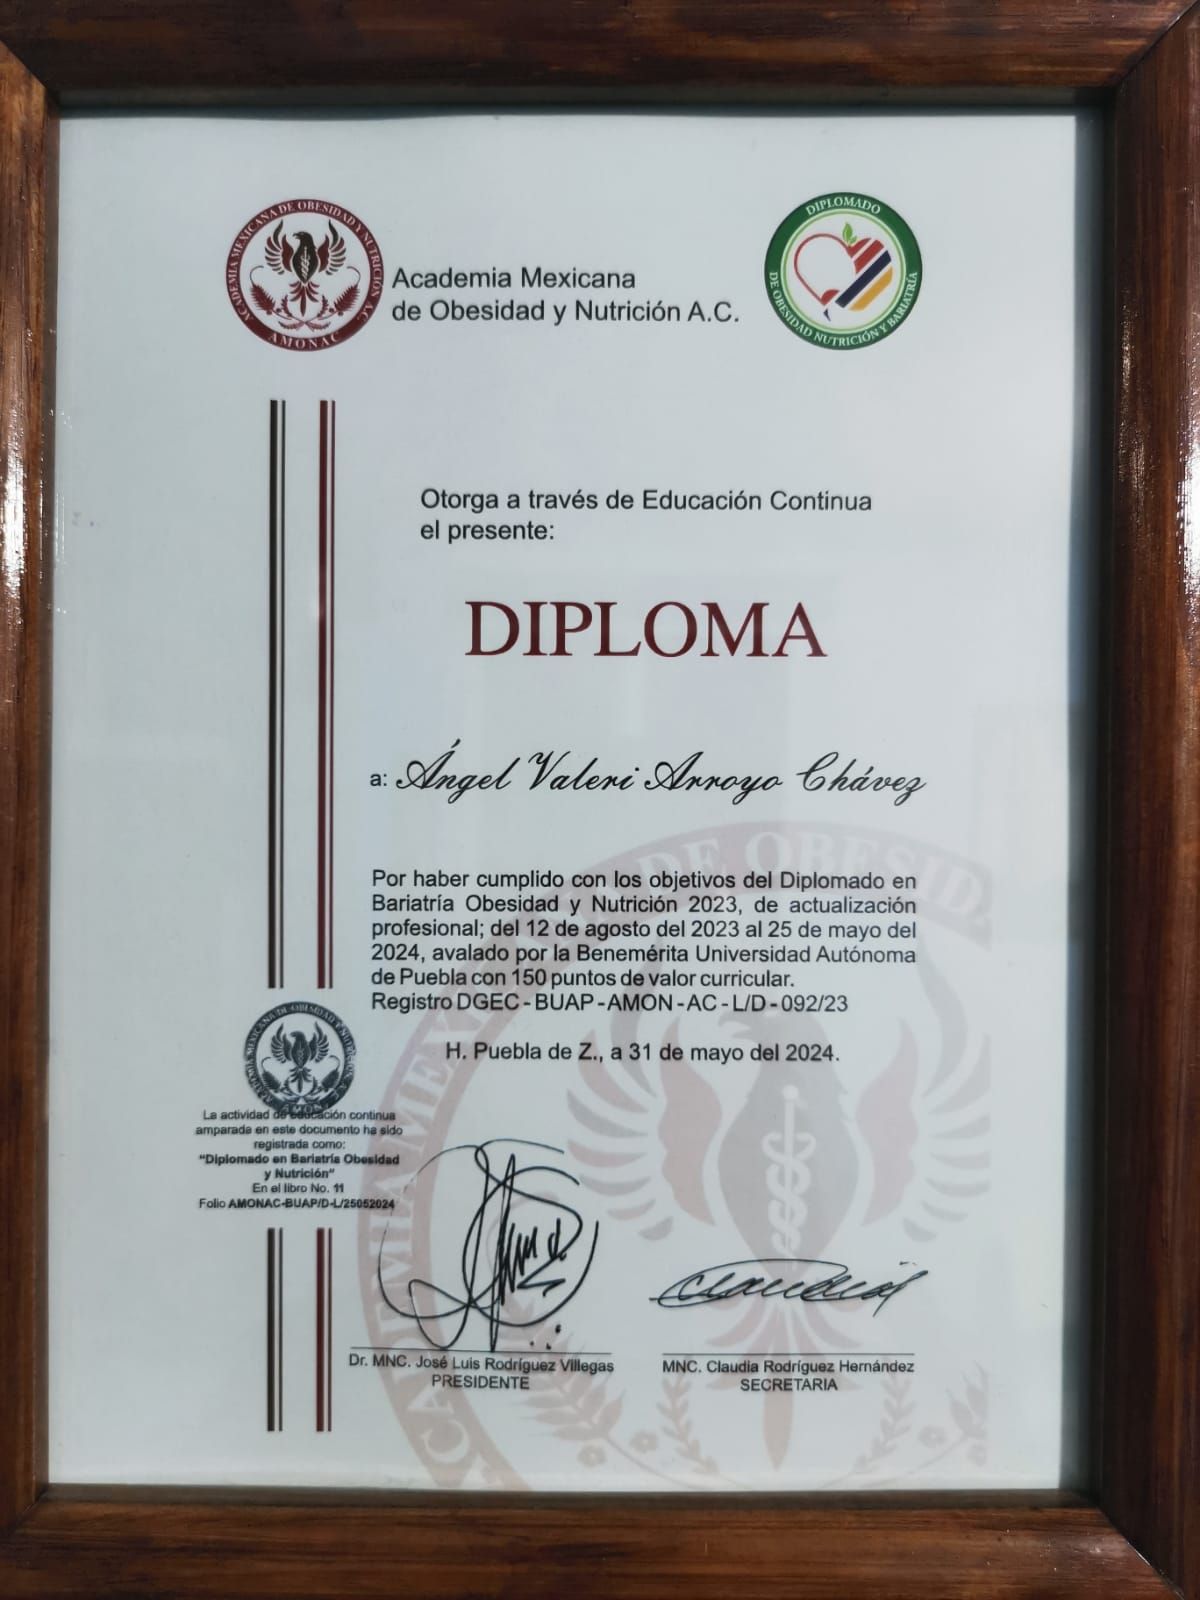 ACADEMIA MEXICANA DE OBESIDAD Y NUTRICIÓN A.C.
AMONAC
Academia Mexicana
de Obesidad y Nutrición A.C.
DIPLOMADO
DE OBESIDAD NUTRICIÓN Y BARIATRÍA
Otorga a través de Educación Continua
el presente:
DIPLOMA
a: Ángel Valeri Arroyo Chávez
Por haber cumplido con los objetivos del Diplomado en
Bariatría Obesidad y Nutrición 2023, de actualización
profesional; del 12 de agosto del 2023 al 25 de mayo del
2024, avalado por la Benemérita Universidad Autónoma
de Puebla con 150 puntos de valor curricular.
Registro DGEC - BUAP - AMON - AC - L/D - 092/23
H. Puebla de Z., a 31 de mayo del 2024.
La actividad de educación continua
amparada en este documento ha sido
registrada como:
"Diplomado en Bariatría Obesidad
y Nutrición"
En el libro No. 11
Folio AMONAC-BUAP/D-L/25052024
Dr. MNC. José Luis Rodríguez Villegas
PRESIDENTE
MNC. Claudia Rodríguez Hernández
SECRETARIA